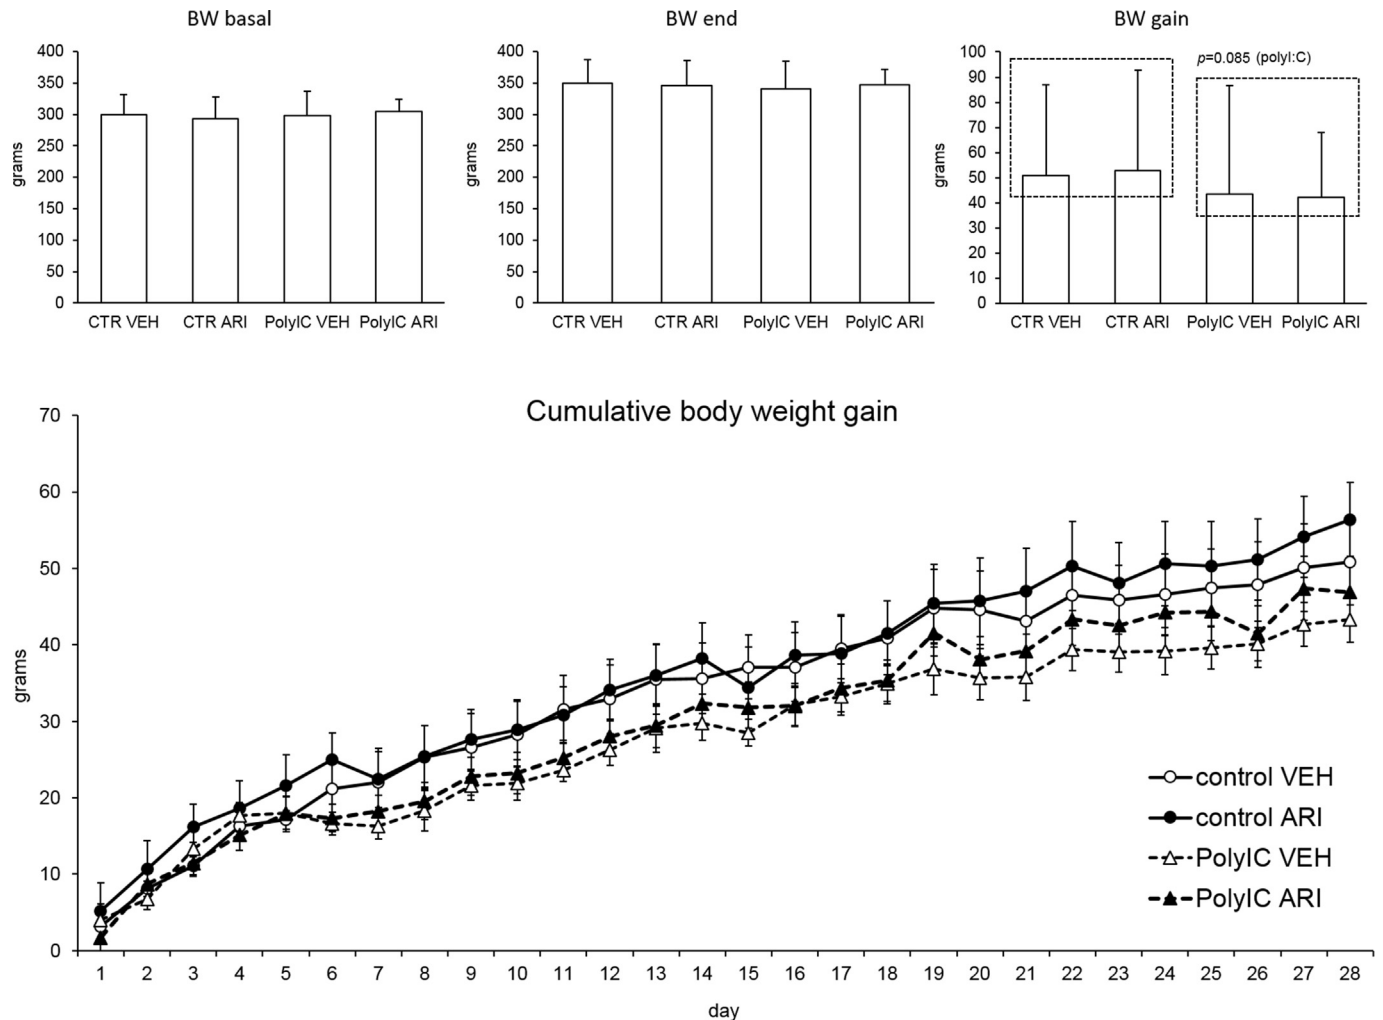 BW basal
BW end
BW gain
400
350
300
250
200
150
100
50
0
grams
CTR VEH
CTR ARI
PolyIC VEH
PolyIC ARI
400
350
300
250
200
150
100
50
0
grams
CTR VEH
CTR ARI
PolyIC VEH
PolyIC ARI
p=0.085 (polyI:C)
100
90
80
70
60
50
40
30
20
10
0
grams
CTR VEH
CTR ARI
PolyIC VEH
PolyIC ARI
Cumulative body weight gain
70
60
50
40
30
20
10
0
grams
control VEH
control ARI
PolyIC VEH
PolyIC ARI
1 2 3 4 5 6 7 8 9 10 11 12 13 14 15 16 17 18 19 20 21 22 23 24 25 26 27 28
day